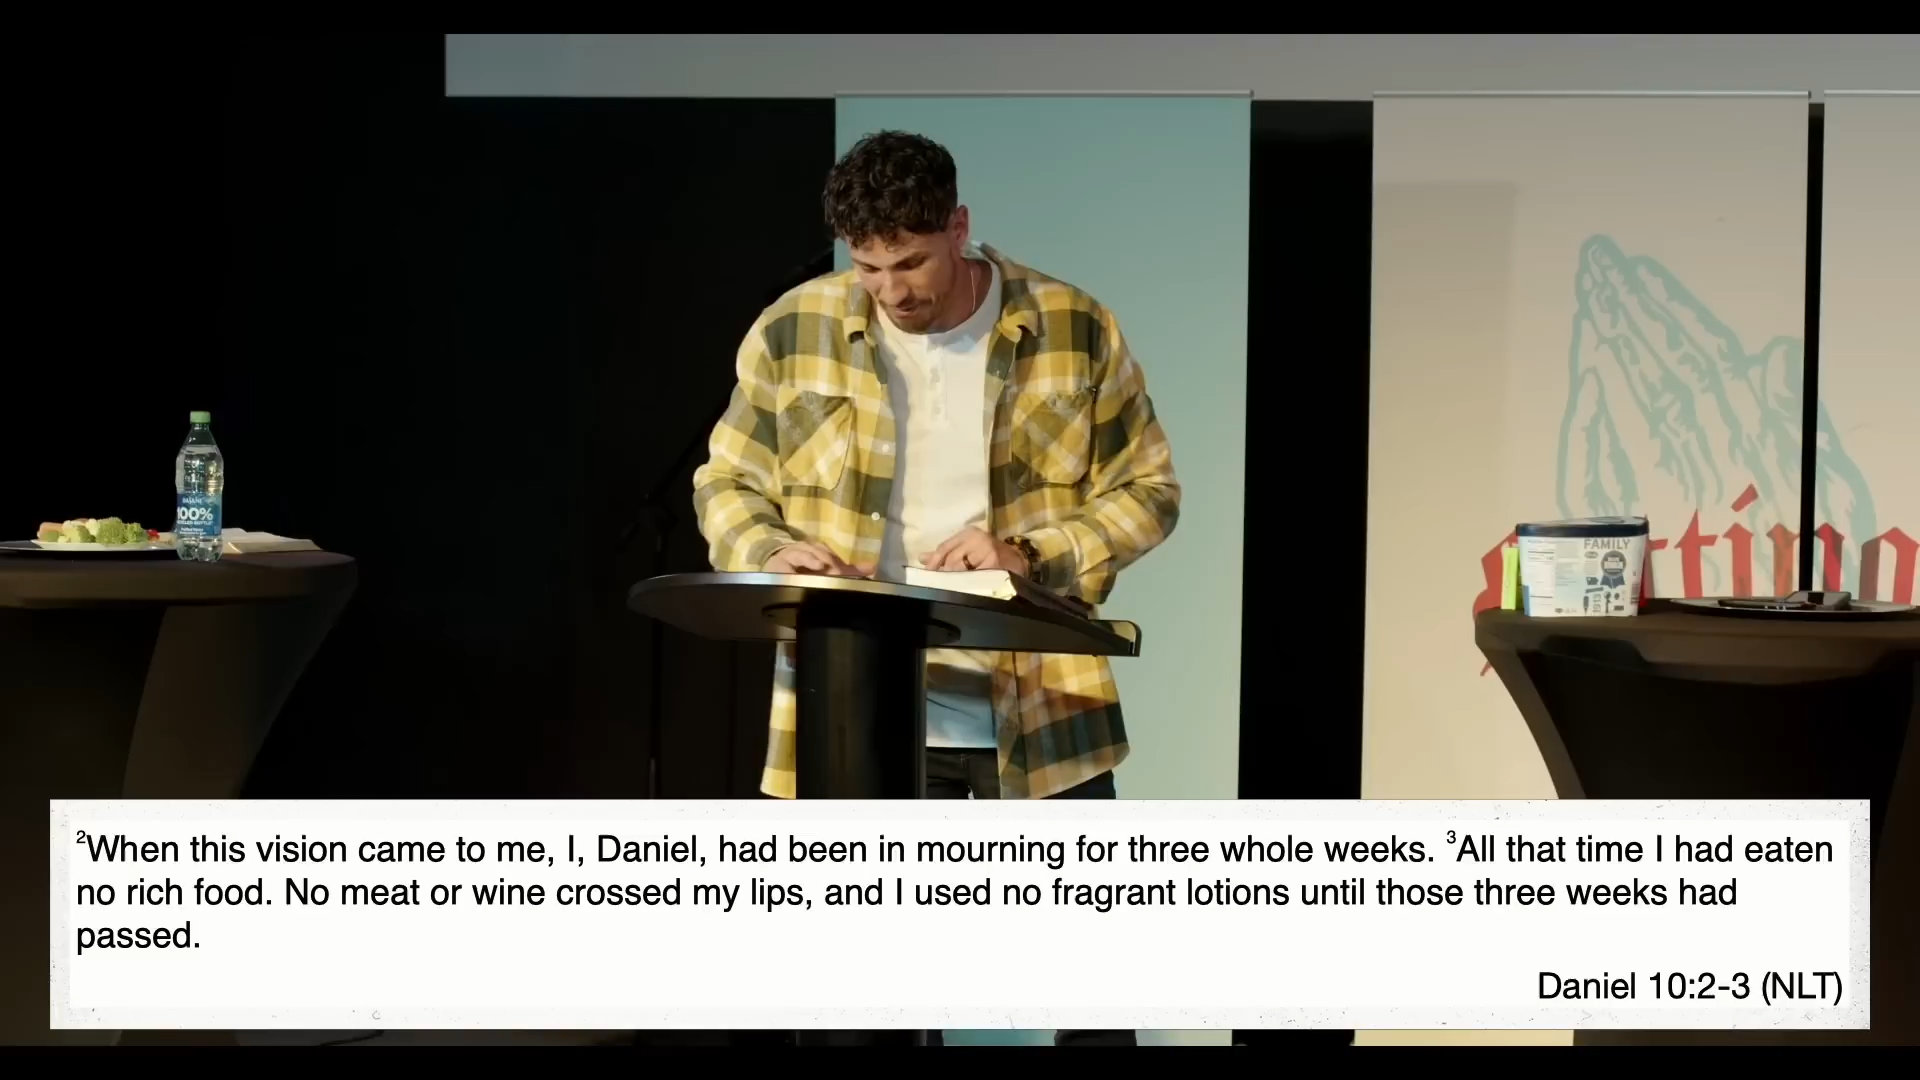 100%
FAMILY
²When this vision came to me, I, Daniel, had been in mourning for three whole weeks. ³All that time I had eaten
no rich food. No meat or wine crossed my lips, and I used no fragrant lotions until those three weeks had
passed.
Daniel 10:2-3 (NLT)